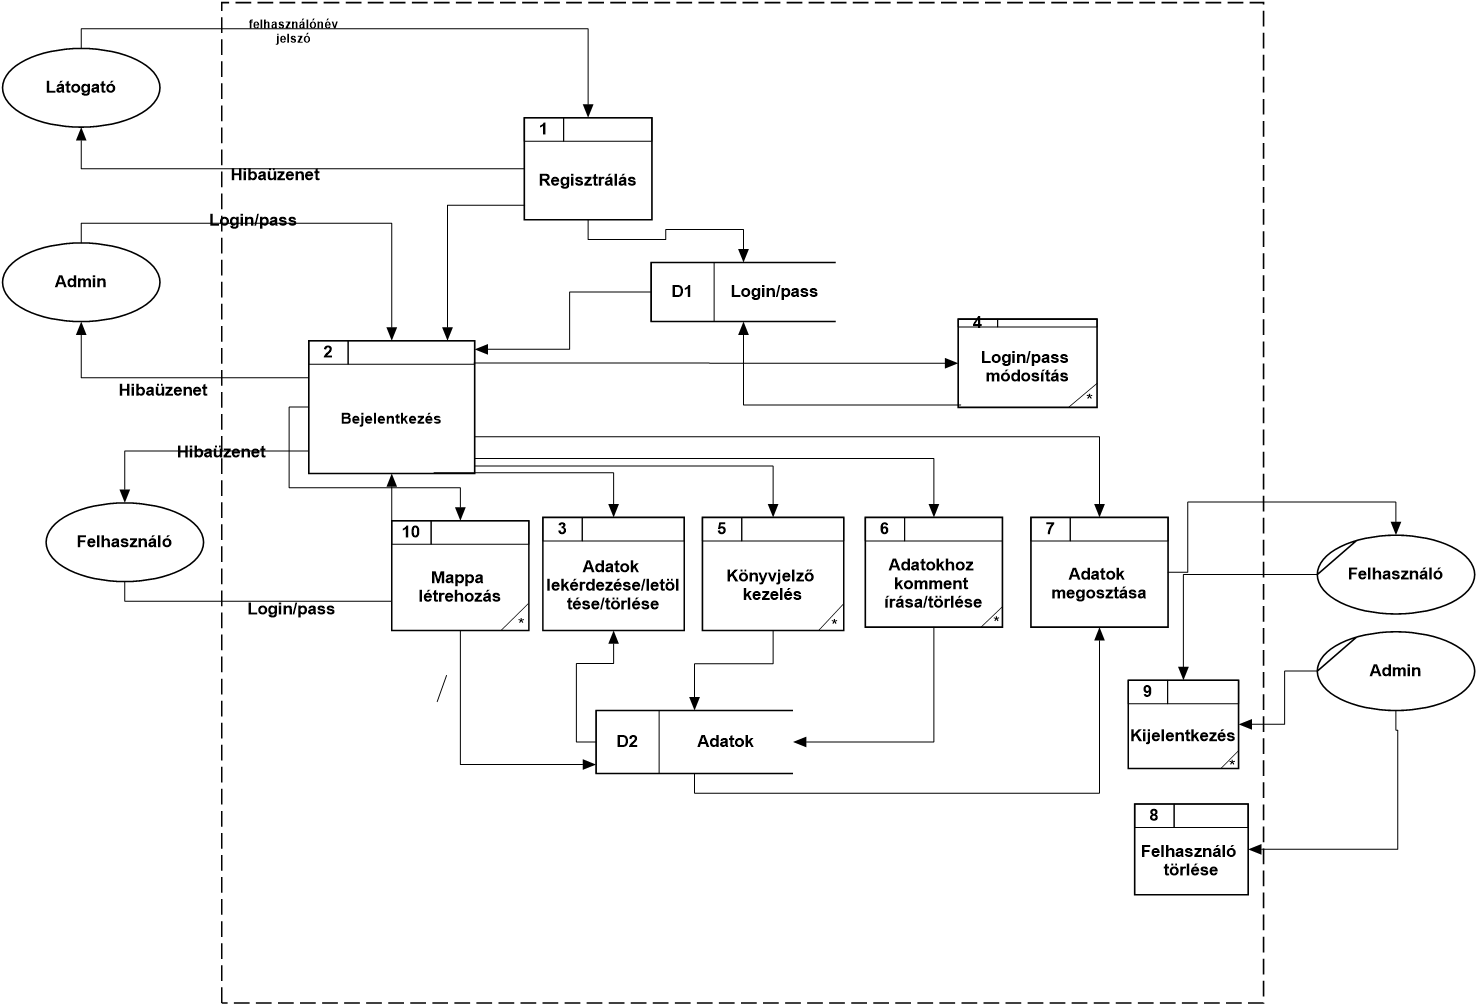 felhasználónév
jelszó
Látogató
1
Regisztrálás
Hibaüzenet
Login/pass
Admin
D1
Login/pass
4
Login/pass
módosítás
*
2
Bejelentkezés
Hibaüzenet
Hibaüzenet
Felhasználó
Login/pass
10
Mappa
létrehozás
*
3
Adatok
lekérdezése/letöl
tése/törlése
5
Könyvjelző
kezelés
*
6
Adatokhoz
komment
írása/törlése
*
7
Adatok
megosztása
Felhasználó
Admin
9
Kijelentkezés
*
D2
Adatok
8
Felhasználó
törlése